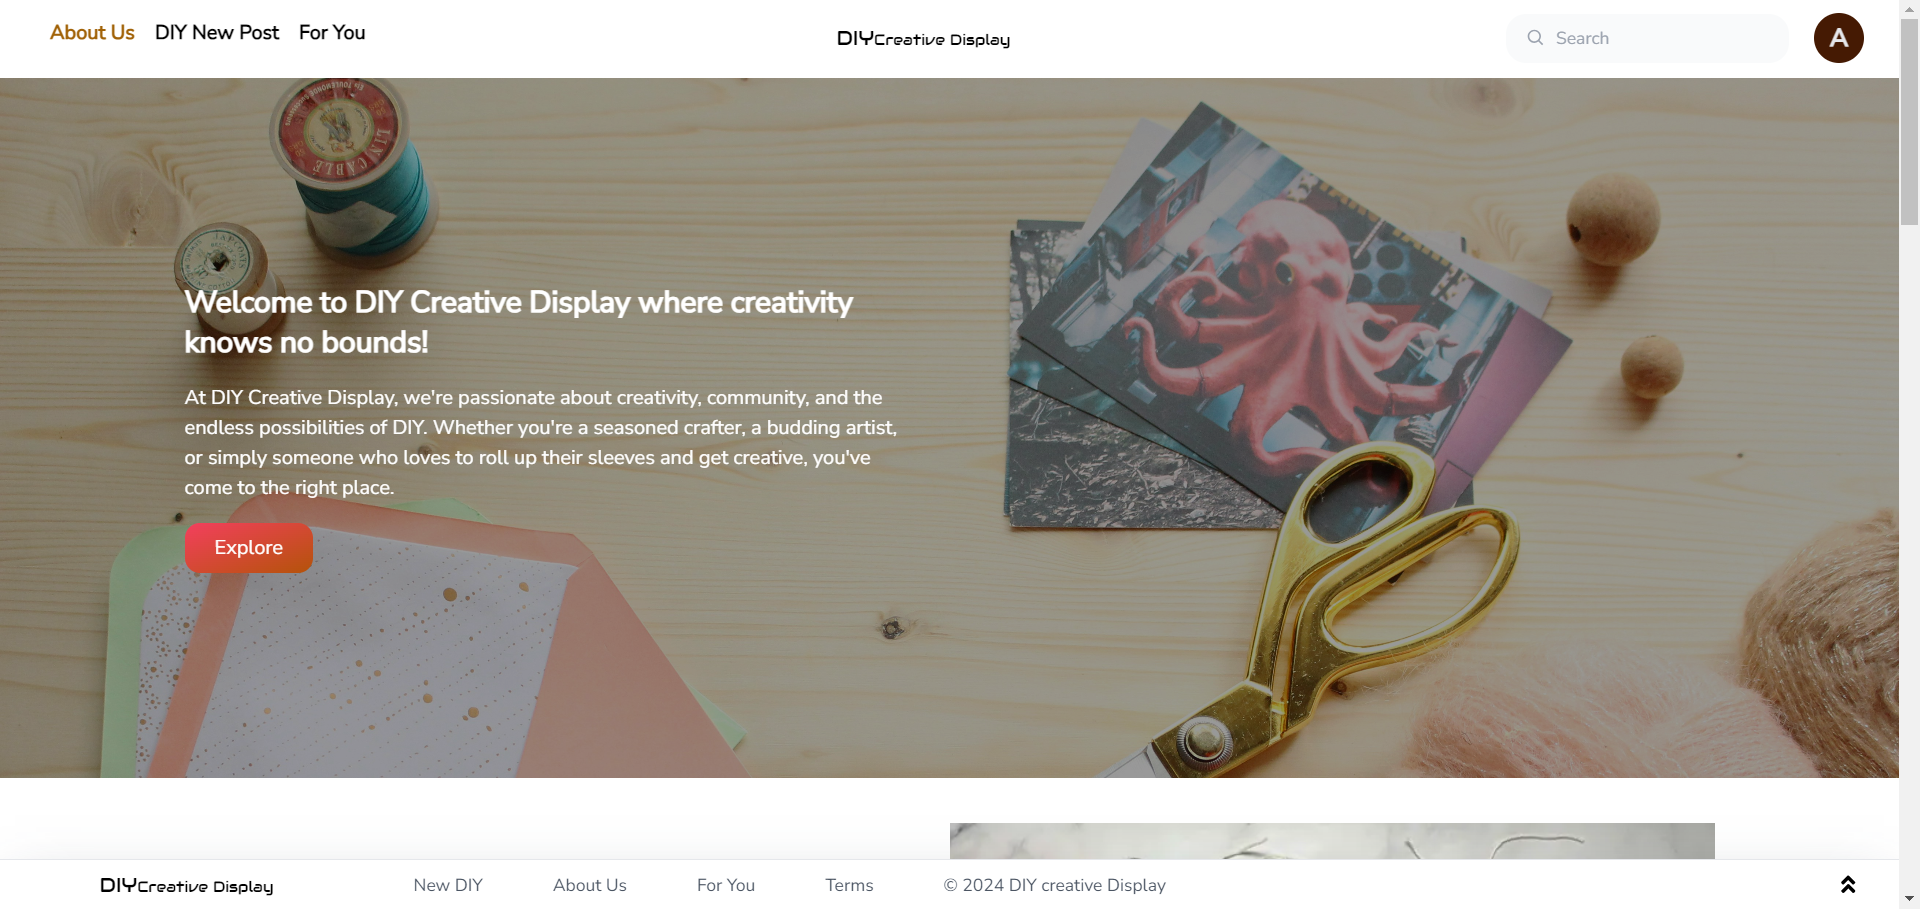 About Us DIY New Post For You DIYCreative Display Search A
LIN CABLÉ
Welcome to DIY Creative Display where creativity
knows no bounds!
At DIY Creative Display, we're passionate about creativity, community, and the
endless possibilities of DIY. Whether you're a seasoned crafter, a budding artist,
or simply someone who loves to roll up their sleeves and get creative, you've
come to the right place.
Explore
DIYCreative Display New DIY About Us For You Terms © 2024 DIY creative Display